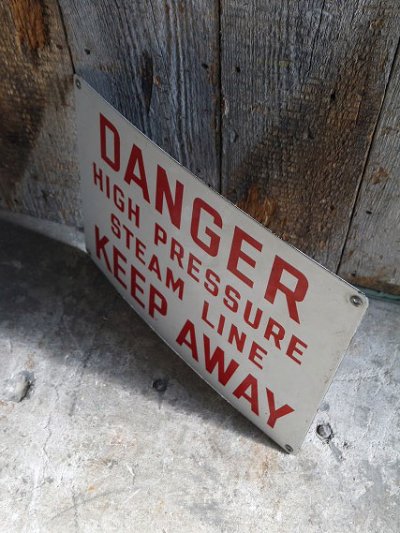 DANGER
HIGH PRESSURE
STEAM LINE
KEEP AWAY